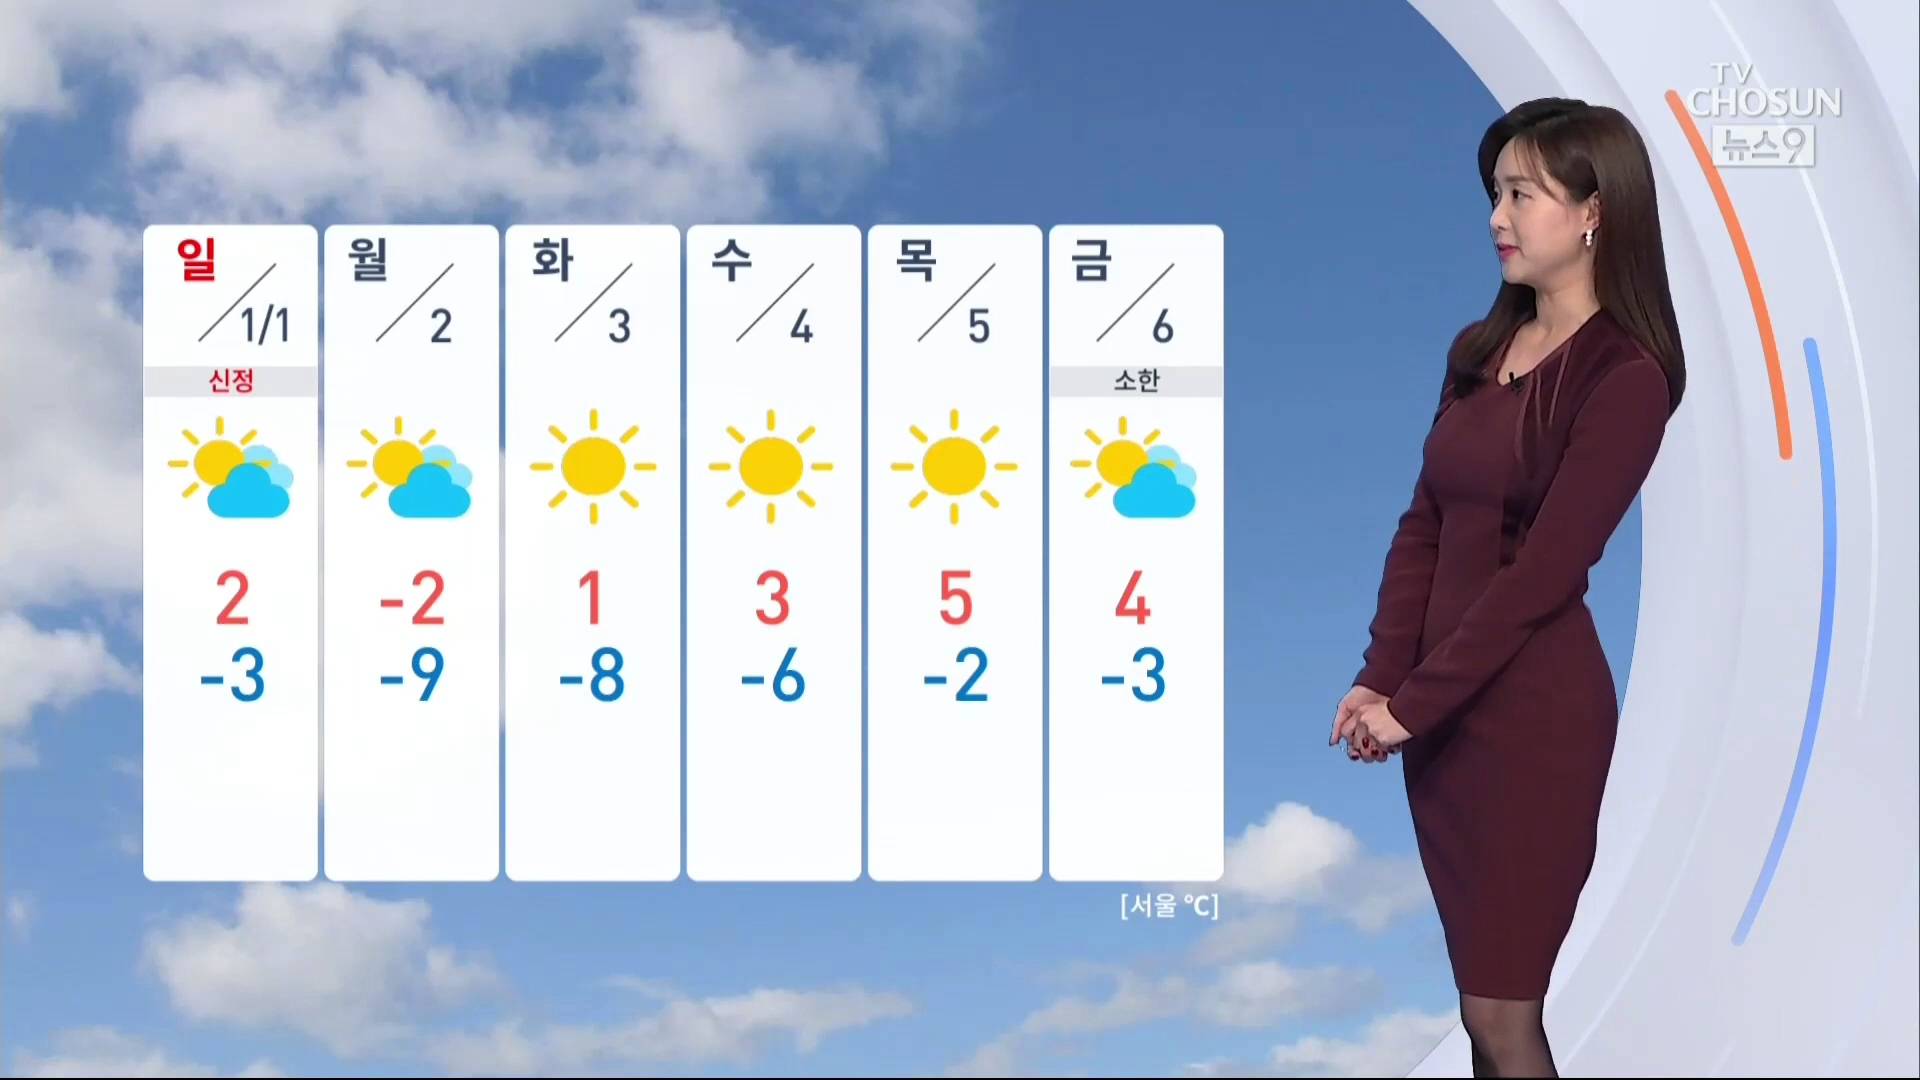 TV
CHOSUN
뉴스9
일 월 화 수 목 금
1/1 2 3 4 5 6
신정 소한
2 -2 1 3 5 4
-3 -9 -8 -6 -2 -3
[서울 ℃]